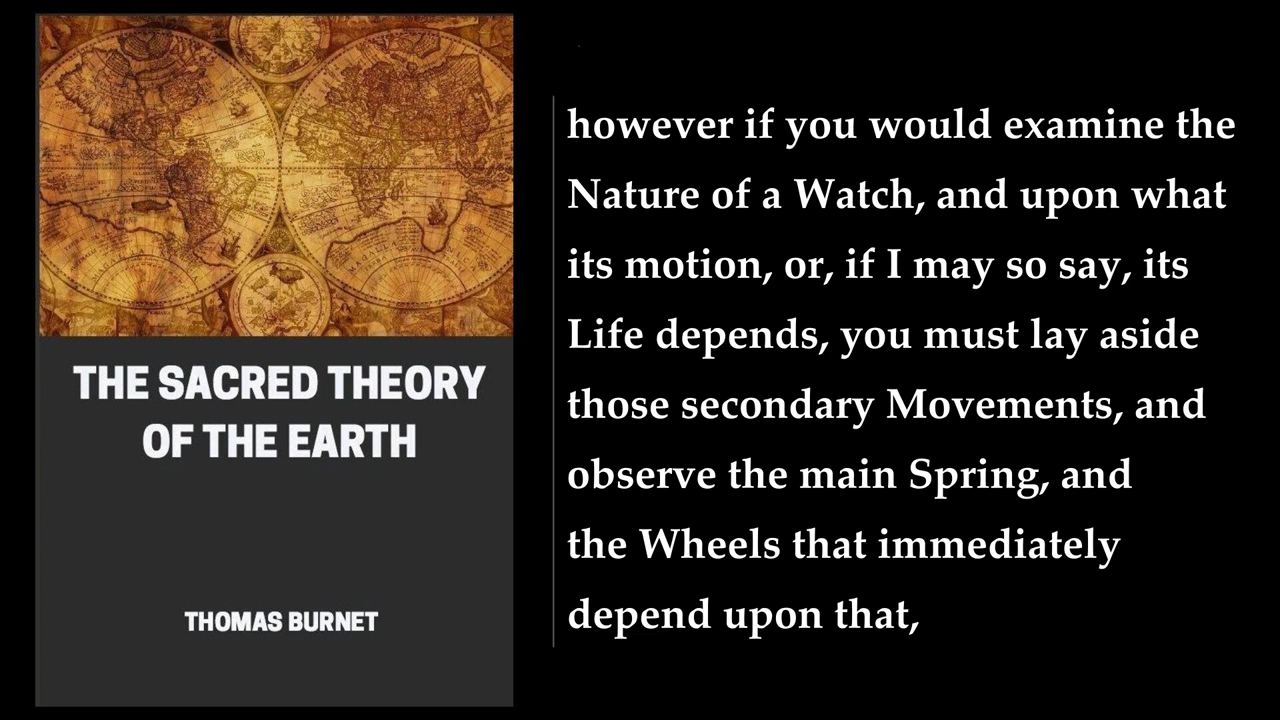 THE SACRED THEORY
OF THE EARTH
THOMAS BURNET
however if you would examine the
Nature of a Watch, and upon what
its motion, or, if I may so say, its
Life depends, you must lay aside
those secondary Movements, and
observe the main Spring, and
the Wheels that immediately
depend upon that,